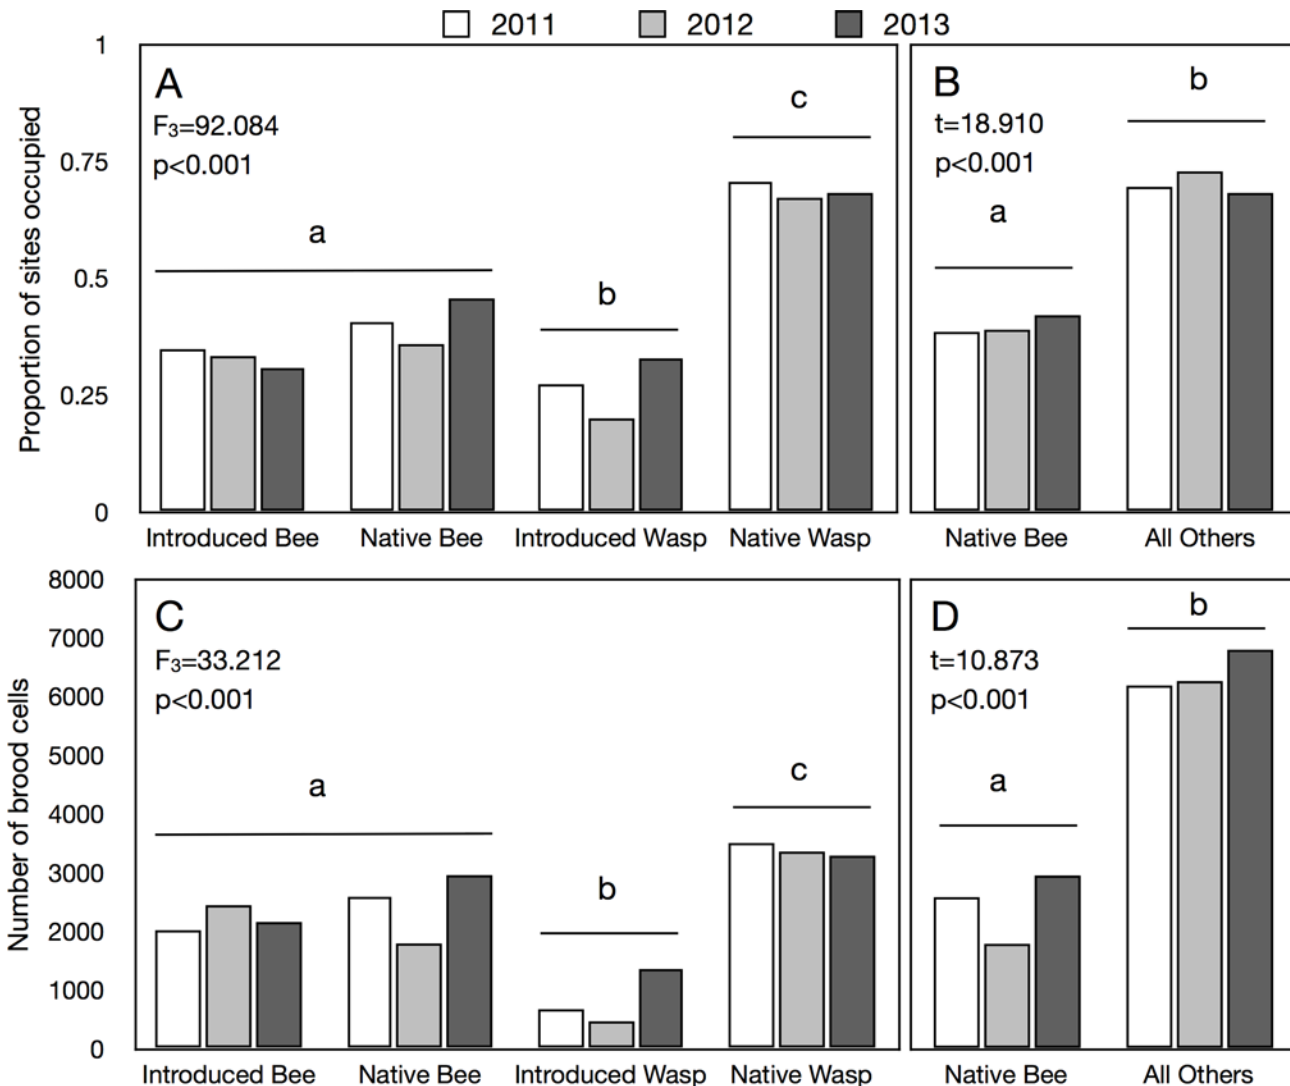 2011 2012 2013
Proportion of sites occupied
1
0.75
0.5
0.25
0
A
F₃=92.084
p<0.001
a
b
c
Introduced Bee Native Bee Introduced Wasp Native Wasp
B
t=18.910
p<0.001
a
b
Native Bee All Others
Number of brood cells
8000
7000
6000
5000
4000
3000
2000
1000
0
C
F₃=33.212
p<0.001
a
b
c
Introduced Bee Native Bee Introduced Wasp Native Wasp
D
t=10.873
p<0.001
a
b
Native Bee All Others